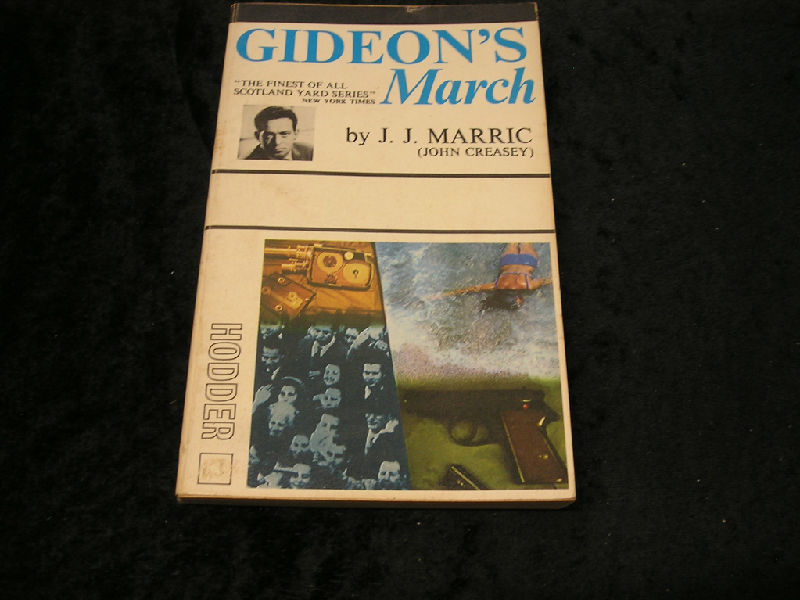 GIDEON'S
March
"THE FINEST OF ALL
SCOTLAND YARD SERIES"
NEW YORK TIMES
by J. J. MARRIC
(JOHN CREASEY)
HODDER